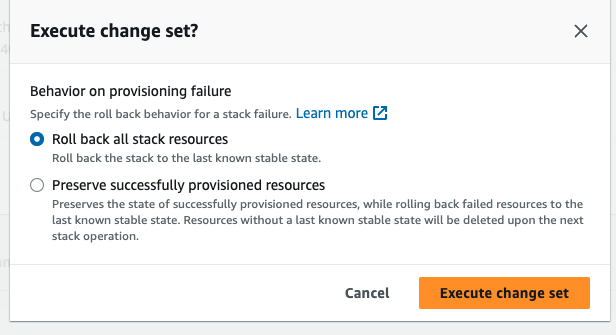 Execute change set?
Behavior on provisioning failure
Specify the roll back behavior for a stack failure. Learn more
Roll back all stack resources
Roll back the stack to the last known stable state.
Preserve successfully provisioned resources
Preserves the state of successfully provisioned resources, while rolling back failed resources to the
last known stable state. Resources without a last known stable state will be deleted upon the next
stack operation.
Cancel Execute change set